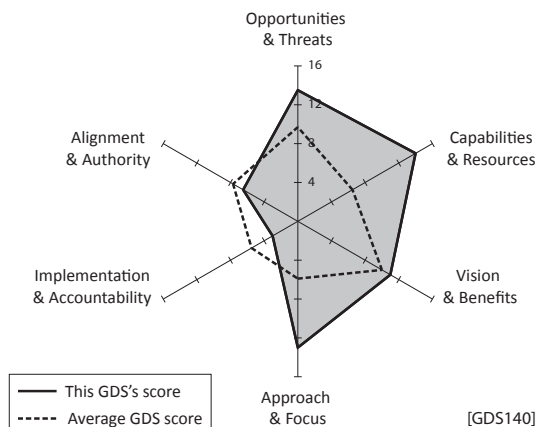 Opportunities
& Threats
16
12
8
4
Alignment
& Authority
Capabilities
& Resources
Implementation
& Accountability
Vision
& Benefits
Approach
& Focus
This GDS's score
Average GDS score
[GDS140]